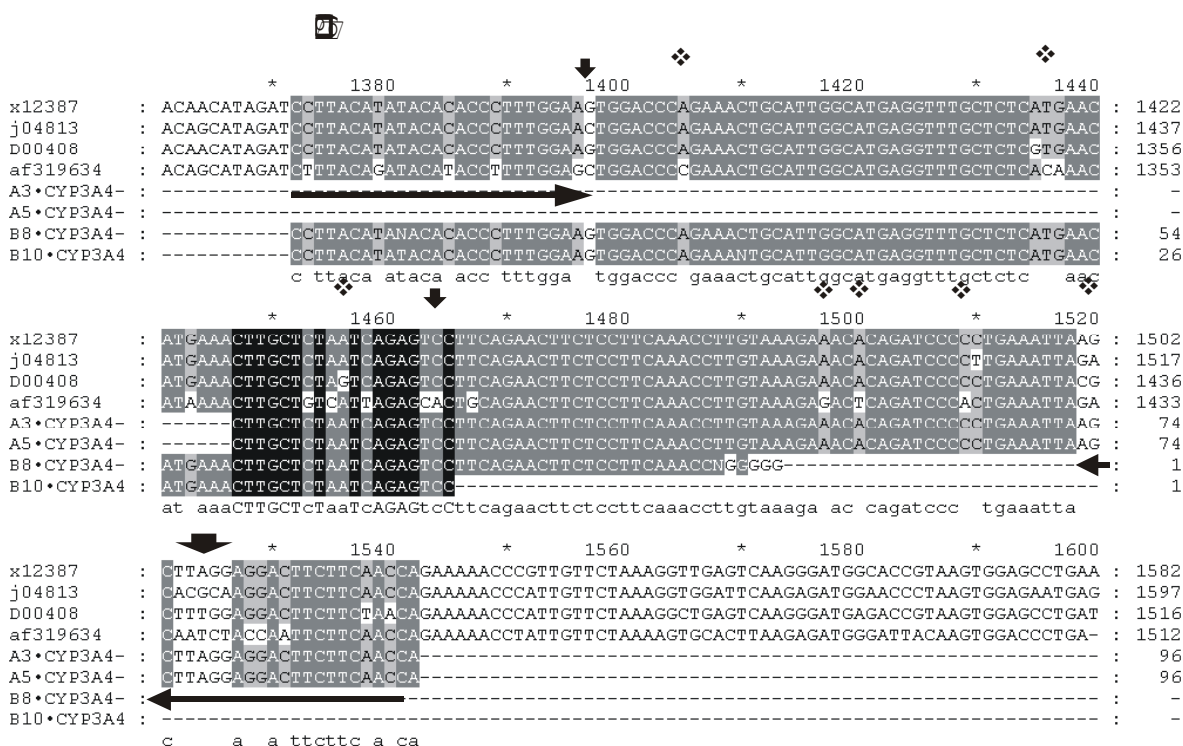 * 1380 * 1400 * 1420 * 1440
x12387 : ACAACATAGATCCTTACATATACACACCCTTTGGAAGTGGACCCAGAAACTGCATTGGCATGAGGTTTGCTCTCATGAAC : 1422
j04813 : ACAGCATAGATCCTTACATATACACACCCTTTGGAACTGGACCCAGAAACTGCATTGGCATGAGGTTTGCTCTCATGAAC : 1437
D00408 : ACAACATAGATCCTTACATATACACACCCTTTGGAAGTGGACCCAGAAACTGCATTGGCATGAGGTTTGCTCTCGTGAAC : 1356
af319634 : ACAGCATAGATCTTTACAGATACATACCTTTTGGAGCTGGACCCCGAAACTGCATTGGCATGAGGTTTGCTCTCACAAAC : 1353
A3•CYP3A4- : -
A5•CYP3A4- : -------------------------------------------------------------------------------- : -
B8•CYP3A4- : -----------CCTTACATANACACACCCTTTGGAAGTGGACCCAGAAACTGCATTGGCATGAGGTTTGCTCTCATGAAC : 54
B10•CYP3A4 : -----------CCTTACATATACACACCCTTTGGAAGTGGACCCAGAAANTGCATTGGCATGAGGTTTGCTCTCATGAAC : 26
c ttaca ataca acc tttgga tggaccc gaaactgcattggcatgaggtttgctctc aac
* 1460 * 1480 * 1500 * 1520
x12387 : ATGAAACTTGCTCTAATCAGAGTCCTTCAGAACTTCTCCTTCAAACCTTGTAAAGAAACACAGATCCCCCTGAAATTAAG : 1502
j04813 : ATGAAACTTGCTCTAATCAGAGTCCTTCAGAACTTCTCCTTCAAACCTTGTAAAGAAACACAGATCCCCTTGAAATTAGA : 1517
D00408 : ATGAAACTTGCTCTAGTCAGAGTCCTTCAGAACTTCTCCTTCAAACCTTGTAAAGAAACACAGATCCCCCTGAAATTACG : 1436
af319634 : ATAAAACTTGCTGTCATTAGAGCACTGCAGAACTTCTCCTTCAAACCTTGTAAAGAGACTCAGATCCCACTGAAATTAGA : 1433
A3•CYP3A4- : ------CTTGCTCTAATCAGAGTCCTTCAGAACTTCTCCTTCAAACCTTGTAAAGAAACACAGATCCCCCTGAAATTAAG : 74
A5•CYP3A4- : ------CTTGCTCTAATCAGAGTCCTTCAGAACTTCTCCTTCAAACCTTGTAAAGAAACACAGATCCCCCTGAAATTAAG : 74
B8•CYP3A4- : ATGAAACTTGCTCTAATCAGAGTCCTTCAGAACTTCTCCTTCAAACCNGGGGG------------------------- : 1
B10•CYP3A4 : ATGAAACTTGCTCTAATCAGAGTCC------------------------------------------------------- : 1
at aaaCTTGCTcTaaTcAGAGtcCttcagaacttctccttcaaaccttgtaaaga ac cagatccc tgaaatta
* 1540 * 1560 * 1580 * 1600
x12387 : CTTAGGAGGACTTCTTCAACCAGAAAAACCCGTTGTTCTAAAGGTTGAGTCAAGGGATGGCACCGTAAGTGGAGCCTGAA : 1582
j04813 : CACGCAAGGACTTCTTCAACCAGAAAAACCCATTGTTCTAAAGGTGGATTCAAGAGATGGAACCCTAAGTGGAGAATGAG : 1597
D00408 : CTTTGGAGGACTTCTTCTAACAGAAAAACCCATTGTTCTAAAGGCTGAGTCAAGGGATGAGACCGTAAGTGGAGCCTGAT : 1516
af319634 : CAATCTACCAATTCTTCAACCAGAAAAACCTATTGTTCTAAAAGTGCACTTAAGAGATGGGATTACAAGTGGACCCTGA- : 1512
A3•CYP3A4- : CTTAGGAGGACTTCTTCAACCA---------------------------------------------------------- : 96
A5•CYP3A4- : CTTAGGAGGACTTCTTCAACCA---------------------------------------------------------- : 96
B8•CYP3A4- : ---------------------------------------------------------- : -
B10•CYP3A4 : -------------------------------------------------------------------------------- : -
c a a ttcttc a ca